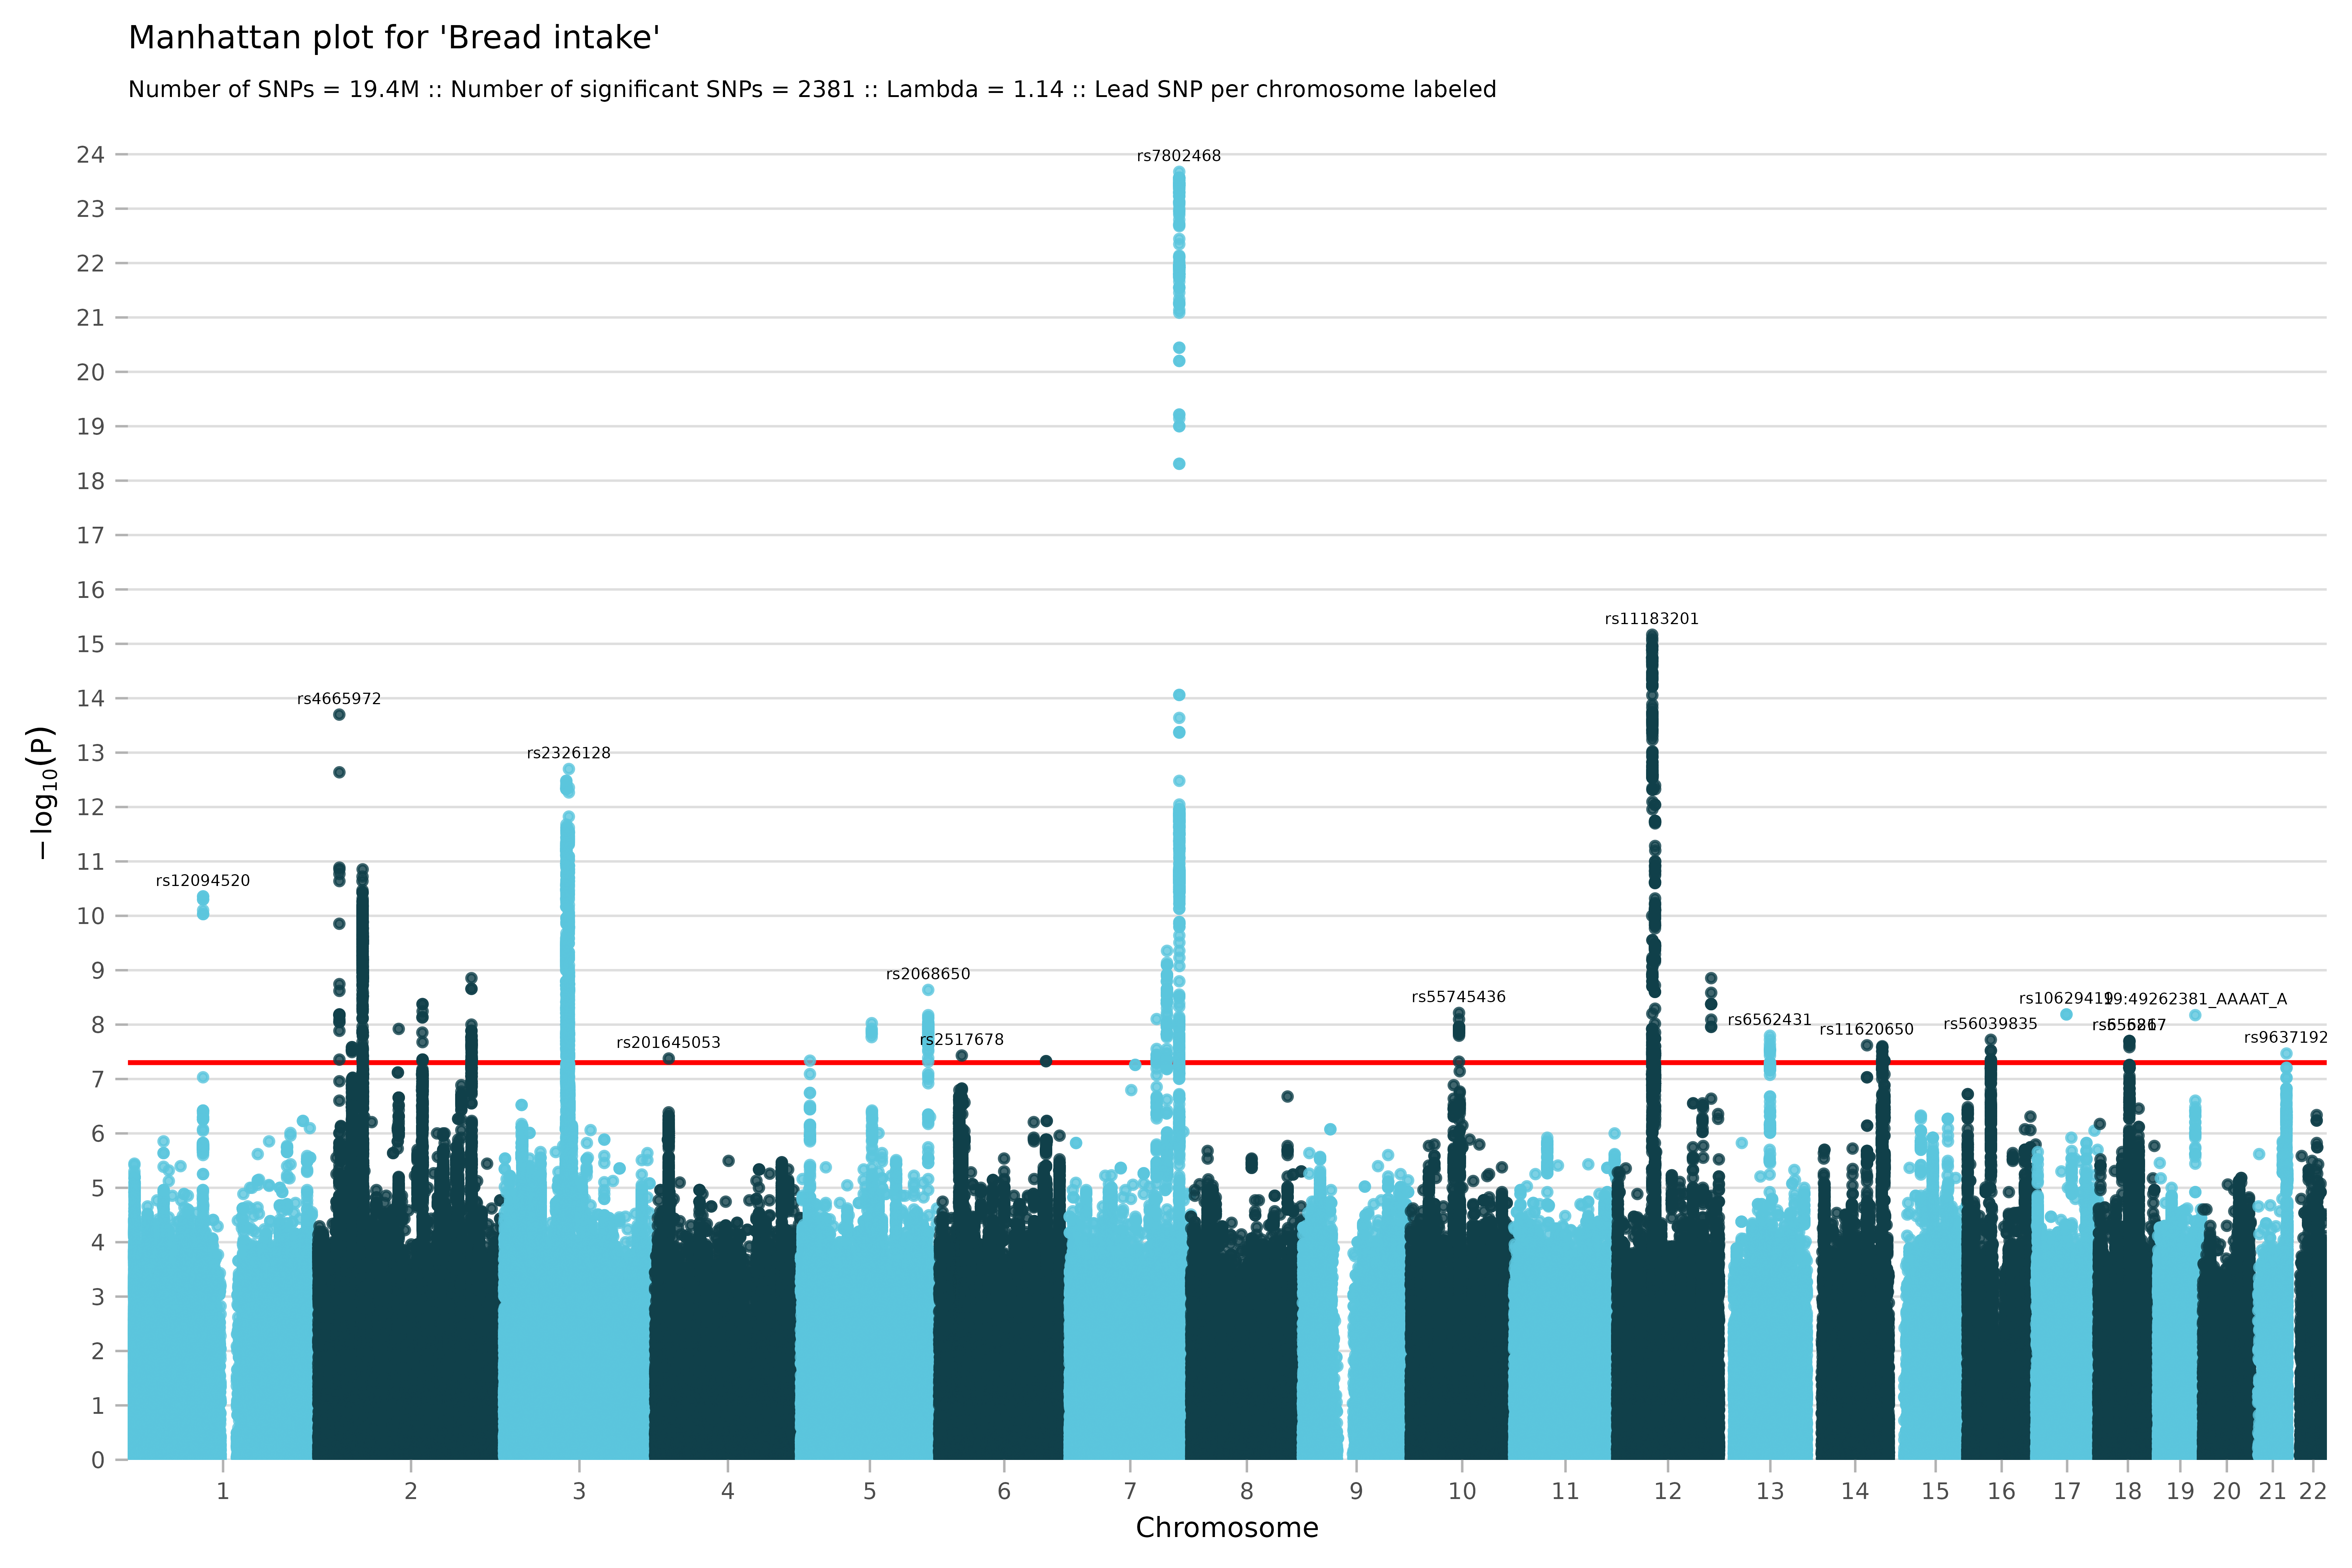 Manhattan plot for 'Bread intake'
Number of SNPs = 19.4M :: Number of significant SNPs = 2381 :: Lambda = 1.14 :: Lead SNP per chromosome labeled
24
23
22
21
20
19
18
17
16
15
14
13
12
11
10
9
8
7
6
5
4
3
2
1
0
− log10(P)
rs7802468
rs11183201
rs4665972
rs2326128
rs12094520
rs2068650
rs55745436
rs10629419
19:49262381_AAAAT_A
rs6562431
rs56039835
rs11620650
rs9637192
rs201645053
rs2517678
1 2 3 4 5 6 7 8 9 10 11 12 13 14 15 16 17 18 19 20 21 22
Chromosome